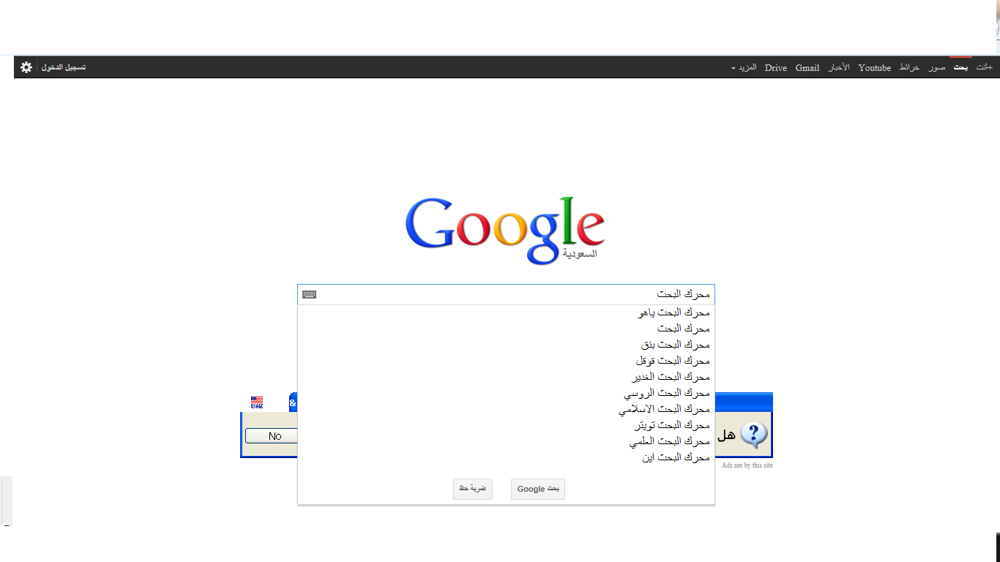 +أنت بحث صور خرائط Youtube الأخبار Gmail Drive المزيد تسجيل الدخول
Google
السعودية
محرك البحث
محرك البحث ياهو
محرك البحث
محرك البحث بنق
محرك البحث قوقل
محرك البحث الغدير
محرك البحث الروسي
محرك البحث الاسلامي
محرك البحث تويتر
محرك البحث العلمي
محرك البحث اين
&
هل
No
Ads not by this site
بحث Google ضربة حظ